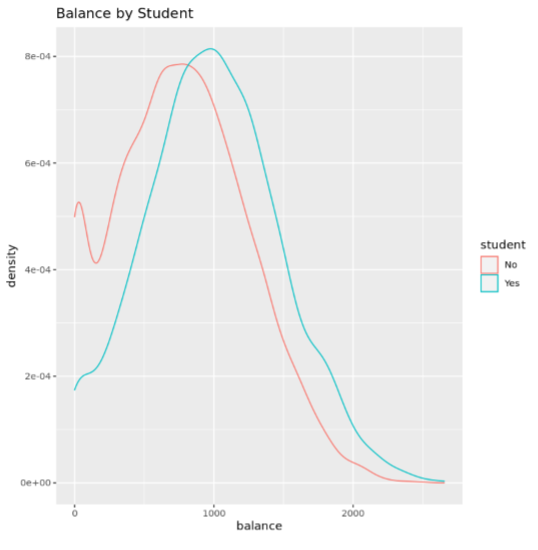 Balance by Student
8e-04
6e-04
4e-04
2e-04
0e+00
density
0
1000
2000
balance
student
No
Yes